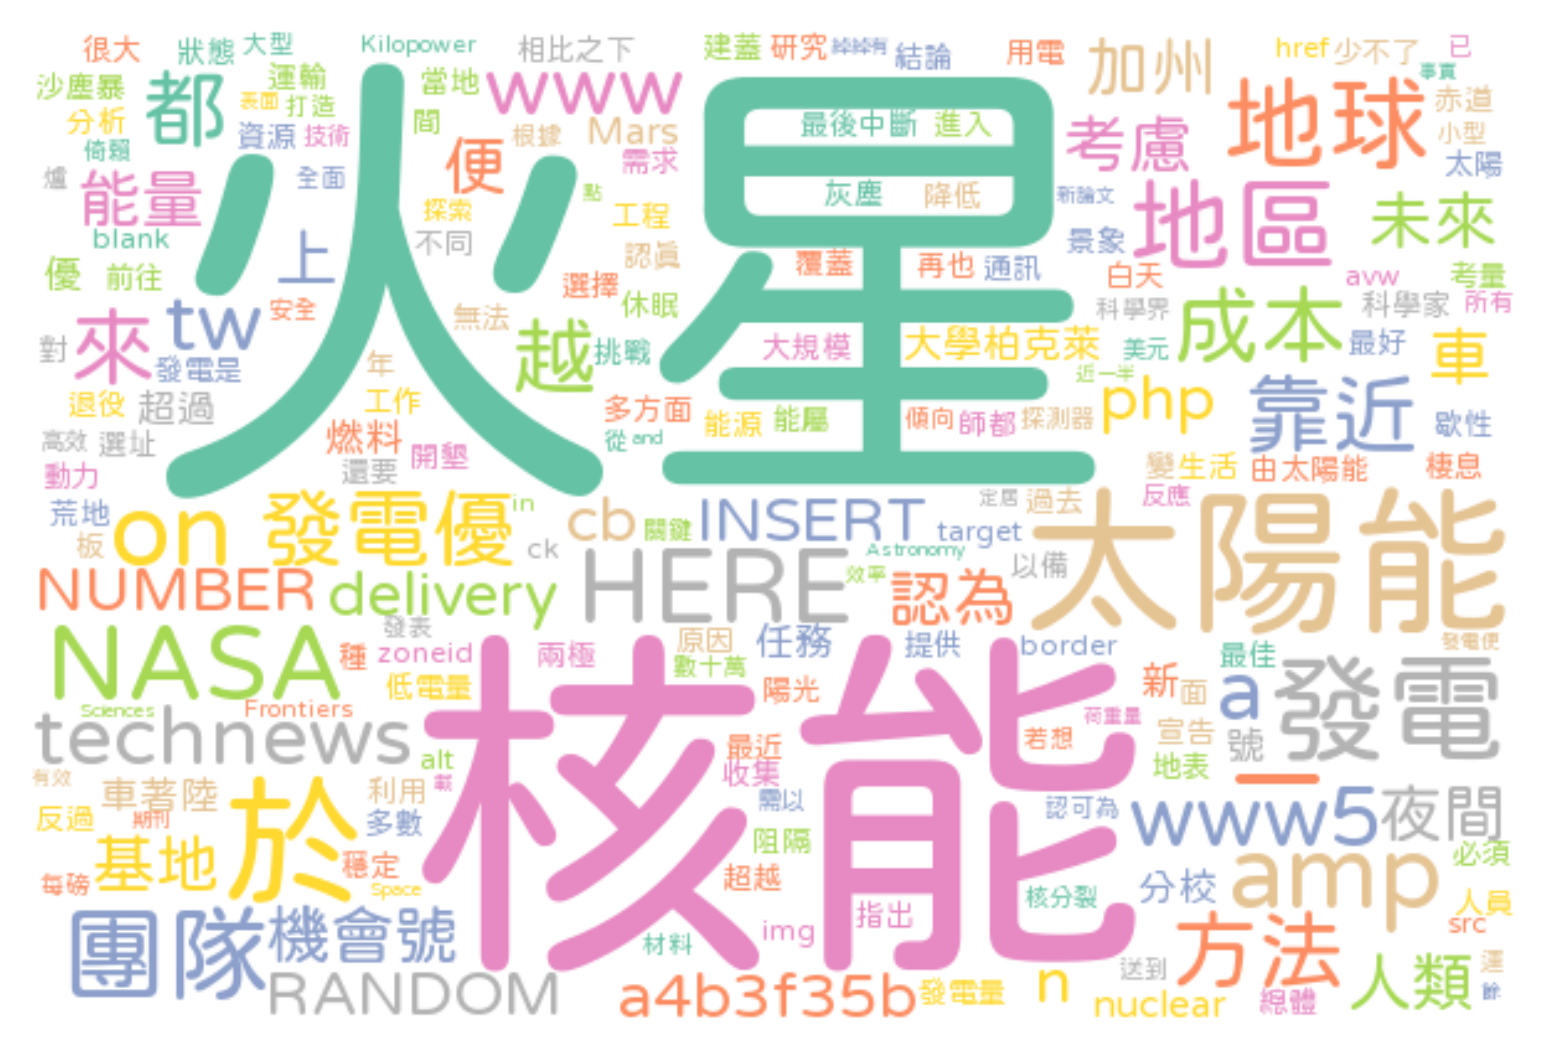 很大 狀態 大型 Kilopower 相比之下 建蓋 研究 綽綽有 結論 用電 加州 href 少不了 已
沙塵暴 都 表面 運輸 打造 當地 www 事實 地球 赤道
分析 資源 技術 間 便 根據 Mars 最後中斷 進入 考慮 小型
倚賴 火星 需求 太陽
爐 能量 全面 探索 點 灰塵 降低 新論文 地區 未來
blank 上 不同 工程 認真 景象
優 前往 選擇 覆蓋 再也 通訊 白天 avw 考量
來 tw 安全 無法 休眠 科學界 成本 科學家 所有
對 發電是 年 越 挑戰 大規模 大學柏克萊 美元 最好 車
退役 超過 工作 多方面 能源 能屬 傾向 師都 探測器 近一半 php 靠近 歇性
高效 選址 燃料 從 and
動力 還要 開墾 變 生活 由太陽能 棲息
荒地 on 發電優 in cb 關鍵 INSERT target 定居 過去 反應 太陽能
板 ck HERE Astronomy 以備
NUMBER delivery 效率 認為
NASA 發表 原因 任務 提供 border 發電便
種 zoneid 兩極 數十萬 最佳
低電量 陽光 新 面 a 發電
Sciences Frontiers 核能 荷重量
technews 最近 若想 宣告 號
alt 收集 地表 一
有效 車著陸 載 利用 需以 認可為 www5 夜間
反過 期刊 於 多數 阻隔
基地 穩定 超越 amp 必須
每磅 Space 核分裂 分校 人員
團隊 機會號 材料 img 指出 方法 src
RANDOM a4b3f35b 發電量 n 送到 人類 運
nuclear 總體 餘